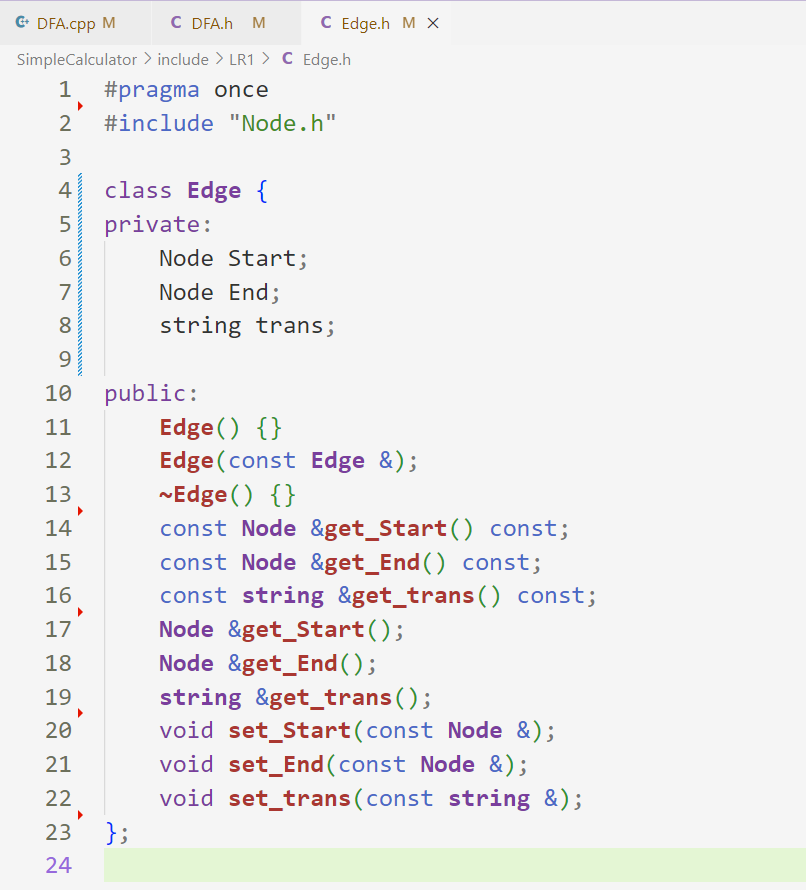 DFA.cpp M C DFA.h M C Edge.h M ×
SimpleCalculator > include > LR1 > C Edge.h
1 #pragma once
2 #include "Node.h"
3
4 class Edge {
5 private:
6     Node Start;
7     Node End;
8     string trans;
9
10 public:
11     Edge() {}
12     Edge(const Edge &);
13     ~Edge() {}
14     const Node &get_Start() const;
15     const Node &get_End() const;
16     const string &get_trans() const;
17     Node &get_Start();
18     Node &get_End();
19     string &get_trans();
20     void set_Start(const Node &);
21     void set_End(const Node &);
22     void set_trans(const string &);
23 };
24